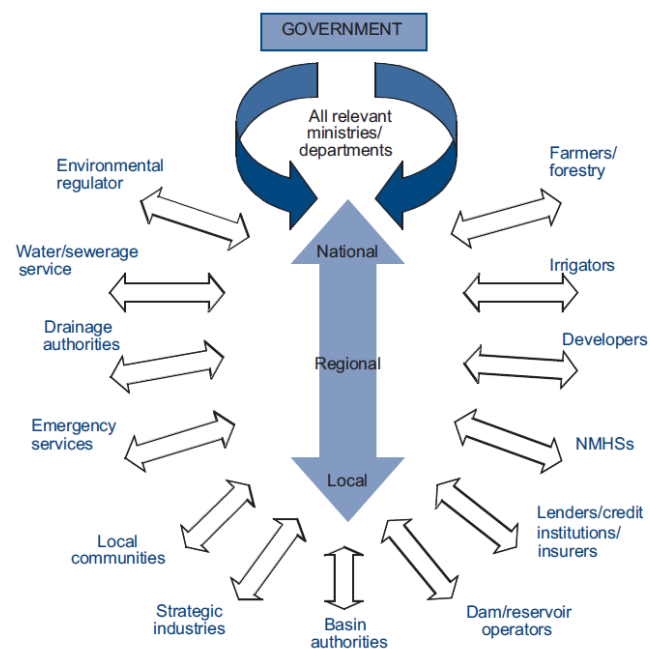 GOVERNMENT
All relevant
ministries/
departments
Environmental
regulator
Farmers/
forestry
National
Water/sewerage
service
Irrigators
Drainage
authorities
Developers
Regional
Emergency
services
NMHSs
Local
Lenders/credit
institutions/
insurers
Local
communities
Strategic
industries
Basin
authorities
Dam/reservoir
operators